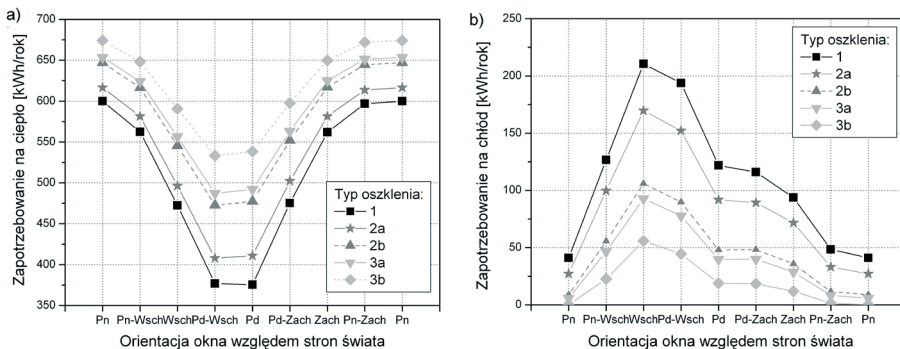 a)
Zapotrzebowanie na ciepło [kWh/rok]
700
650
600
550
500
450
400
350
Typ oszklenia:
1
2a
2b
3a
3b
Pn Pn-Wsch Wsch Pd-Wsch Pd Pd-Zach Zach Pn-Zach Pn
Orientacja okna względem stron świata
b)
Zapotrzebowanie na chłód [kWh/rok]
250
200
150
100
50
0
Typ oszklenia:
1
2a
2b
3a
3b
Pn Pn-Wsch Wsch Pd-Wsch Pd Pd-Zach Zach Pn-Zach Pn
Orientacja okna względem stron świata